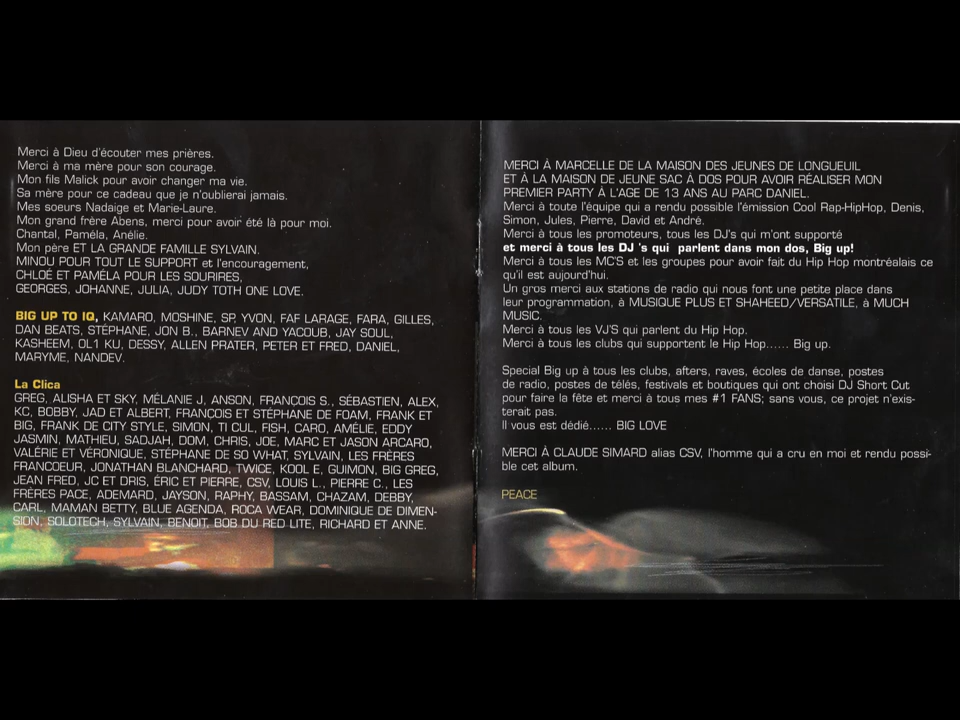 Merci à Dieu d'écouter mes prières.
Merci à ma mère pour son courage.
Mon fils Malick pour avoir changer ma vie.
Sa mère pour ce cadeau que je n'oublierai jamais.
Mes soeurs Nadaige et Marie-Laure.
Mon grand frère Abens, merci pour avoir été là pour moi.
Chantal, Paméla, Anélie.
Mon père ET LA GRANDE FAMILLE SYLVAIN.
MINOU POUR TOUT LE SUPPORT et l'encouragement,
CHLOÉ ET PAMÉLA POUR LES SOURIRES,
GEORGES, JOHANNE, JULIA, JUDY TOTH ONE LOVE.
BIG UP TO IQ, KAMARO, MOSHINE, SP, YVON, FAF LARAGE, FARA, GILLES,
DAN BEATS, STÉPHANE, JON B., BARNEV AND YACOUB, JAY SOUL,
KASHEEM, OL1 KU, DESSY, ALLEN PRATER, PETER ET FRED, DANIEL,
MARYME, NANDEV.
La Clica
GREG, ALISHA ET SKY, MÉLANIE J, ANSON, FRANÇOIS S., SÉBASTIEN, ALEX,
KC, BOBBY, JAD ET ALBERT, FRANÇOIS ET STÉPHANE DE FOAM, FRANK ET
BIG, FRANK DE CITY STYLE, SIMON, TI CUL, FISH, CARO, AMÉLIE, EDDY
JASMIN, MATHIEU, SADJAH, DOM, CHRIS, JOE, MARC ET JASON ARCARO,
VALÉRIE ET VÉRONIQUE, STÉPHANE DE SO WHAT, SYLVAIN, LES FRÈRES
FRANCOEUR, JONATHAN BLANCHARD, TWICE, KOOL E, GUIMON, BIG GREG,
JEAN FRED, JC ET DRIS, ÉRIC ET PIERRE, CSV, LOUIS L., PIERRE C., LES
FRÈRES PACE, ADEMARD, JAYSON, RAPHY, BASSAM, CHAZAM, DEBBY,
CARL, MAMAN BETTY, BLUE AGENDA, ROCA WEAR, DOMINIQUE DE DIMEN-
SION, SOLOTECH, SYLVAIN, BENOIT, BOB DU RED LITE, RICHARD ET ANNE.
MERCI À MARCELLE DE LA MAISON DES JEUNES DE LONGUEUIL
ET À LA MAISON DE JEUNE SAC À DOS POUR AVOIR RÉALISER MON
PREMIER PARTY À L'AGE DE 13 ANS AU PARC DANIEL.
Merci à toute l'équipe qui a rendu possible l'émission Cool Rap-HipHop, Denis,
Simon, Jules, Pierre, David et André.
Merci à tous les promoteurs, tous les DJ's qui m'ont supporté
et merci à tous les DJ 's qui parlent dans mon dos, Big up!
Merci à tous les MC'S et les groupes pour avoir fait du Hip Hop montréalais ce
qu'il est aujourd'hui.
Un gros merci aux stations de radio qui nous font une petite place dans
leur programmation, à MUSIQUE PLUS ET SHAHEED/VERSATILE, à MUCH
MUSIC.
Merci à tous les VJ'S qui parlent du Hip Hop.
Merci à tous les clubs qui supportent le Hip Hop...... Big up.
Special Big up à tous les clubs, afters, raves, écoles de danse, postes
de radio, postes de télés, festivals et boutiques qui ont choisi DJ Short Cut
pour faire la fête et merci à tous mes #1 FANS; sans vous, ce projet n'exis-
terait pas.
Il vous est dédié...... BIG LOVE
MERCI À CLAUDE SIMARD alias CSV, l'homme qui a cru en moi et rendu possi-
ble cet album.
PEACE